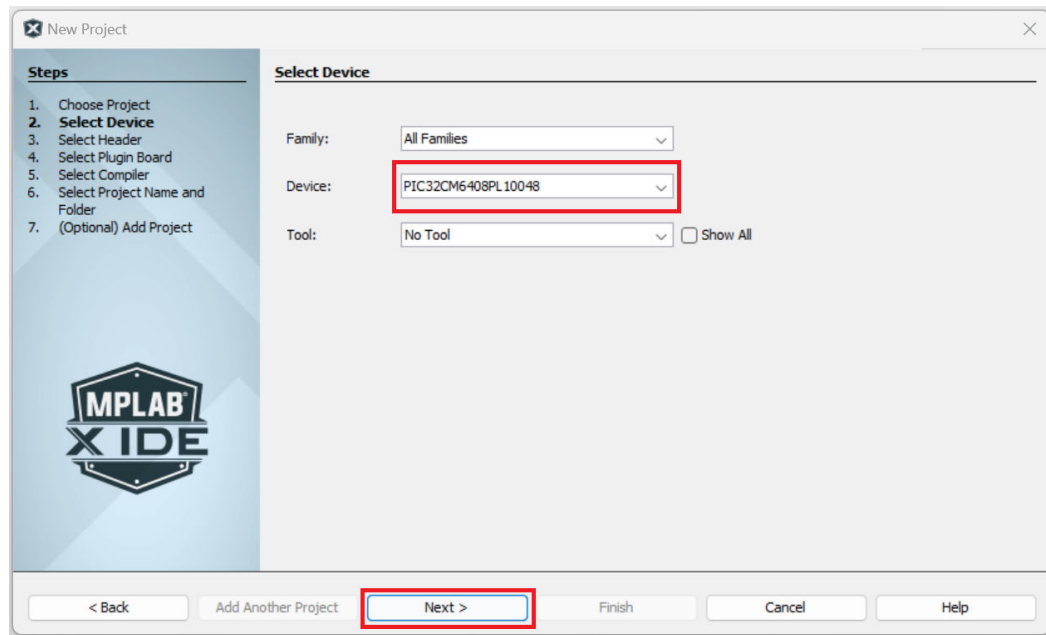 New Project
Steps
1. Choose Project
2. Select Device
3. Select Header
4. Select Plugin Board
5. Select Compiler
6. Select Project Name and
Folder
7. (Optional) Add Project
MPLAB®
X IDE
Select Device
Family: All Families
Device: PIC32CM6408PL10048
Tool: No Tool Show All
< Back Add Another Project Next > Finish Cancel Help